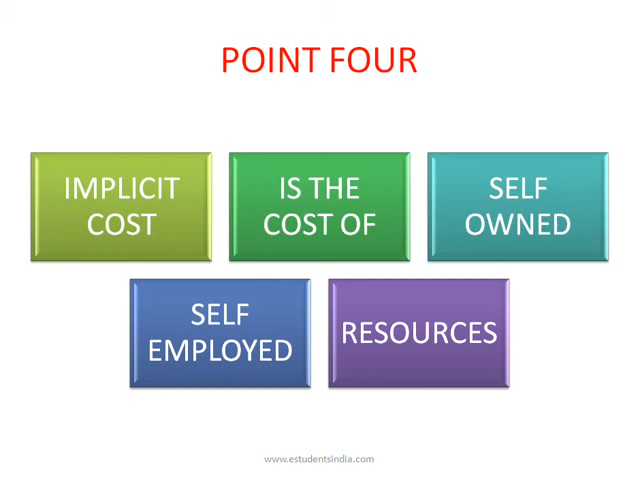 POINT FOUR
IMPLICIT
COST
IS THE
COST OF
SELF
OWNED
SELF
EMPLOYED
RESOURCES
www.estudentsindia.com